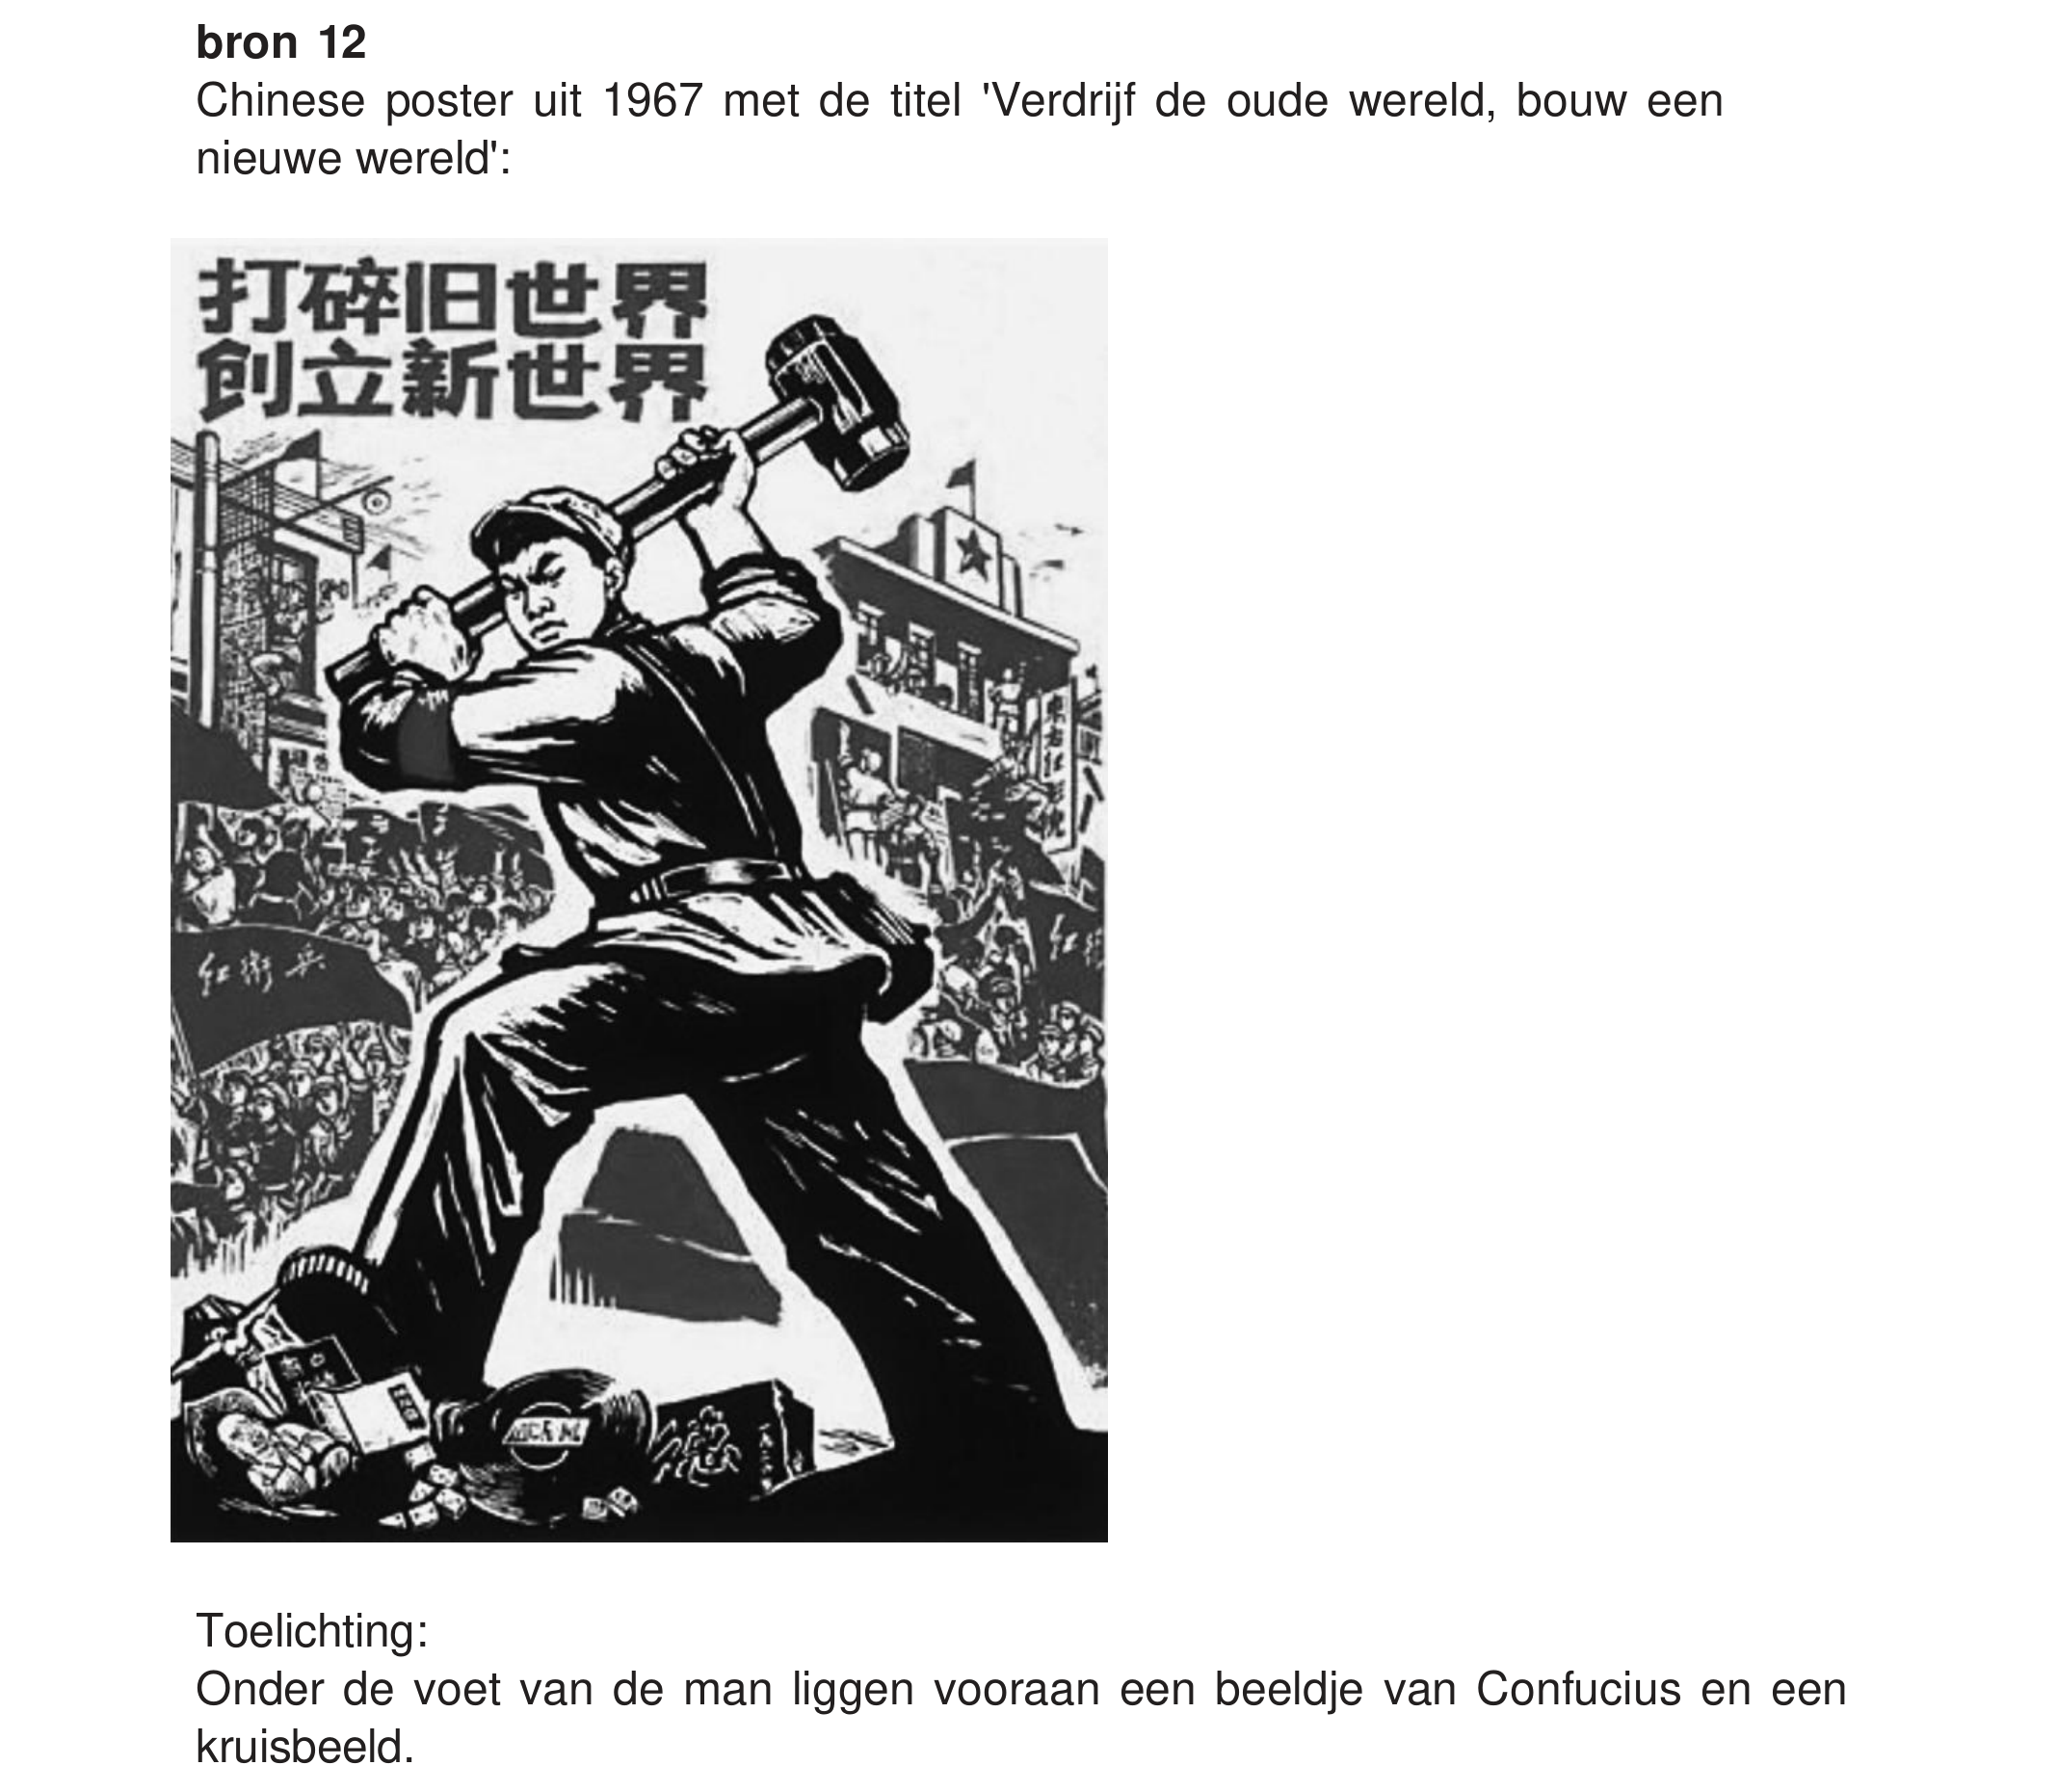 bron 12
Chinese poster uit 1967 met de titel 'Verdrijf de oude wereld, bouw een
nieuwe wereld':
打碎旧世界
创立新世界
红衛兵
Toelichting:
Onder de voet van de man liggen vooraan een beeldje van Confucius en een
kruisbeeld.